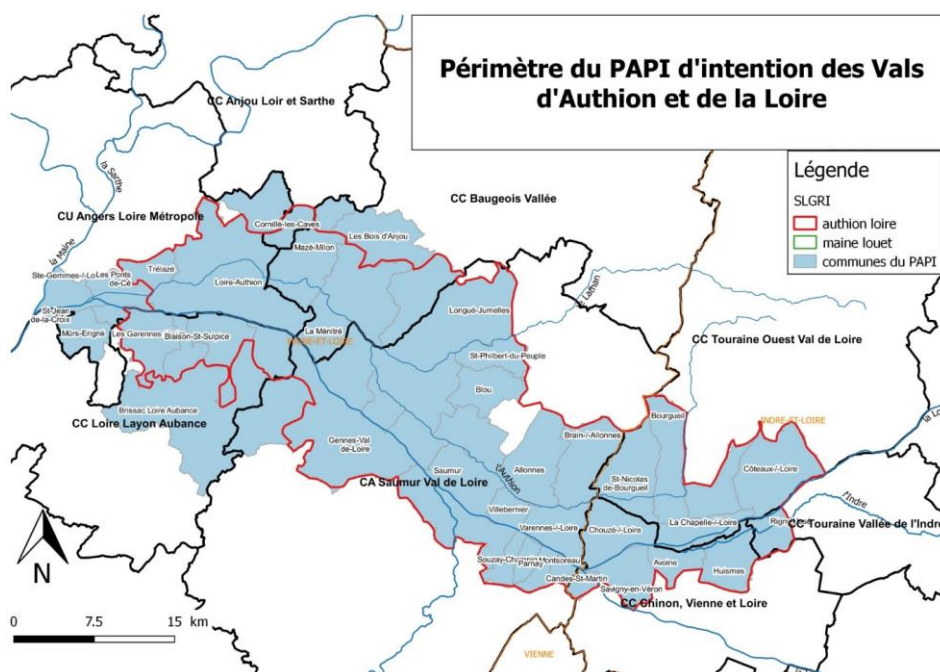 Périmètre du PAPI d'intention des Vals
d'Authion et de la Loire
Légende
SLGRI
authion loire
maine louet
communes du PAPI
CC Anjou Loir et Sarthe
la Sarthe
CC Baugeois Vallée
CU Angers Loire Métropole
la Maine
Cornillé-les-Caves
Les Bois d'Anjou
Mazé-Milon
Trélazé
Ste-Gemmes-/-Lo
Les Ponts
de-Cé
Loire-Authion
Longué-Jumelles
le Lathan
St-Jean
de-la-Croix
Mûrs-Erigné
Les Garennes
Blaison-St-Sulpice
La Ménitré
MAINE-ET-LOIRE
CC Touraine Ouest Val de Loire
St-Philbert-du-Peuple
Blou
Brissac Loire Aubance
CC Loire Layon Aubance
Bourgueil
INDRE-ET-LOIRE
Brain-/-Allonnes
Gennes-Val
de-Loire
Saumur
Allonnes
l'Authion
St-Nicolas
de-Bourgueil
Côteaux-/-Loire
CA Saumur Val de Loire
l'Indre
Villebernier
Varennes-/-Loire
Chouzé-/-Loire
La Chapelle-/-Loire
CC Touraine Vallée de l'Indre
Parnay
Montsoreau
Avoine
Huismes
Candes-St-Martin
Savigny-en-Véron
CC Chinon, Vienne et Loire
VIENNE
N
0 7.5 15 km